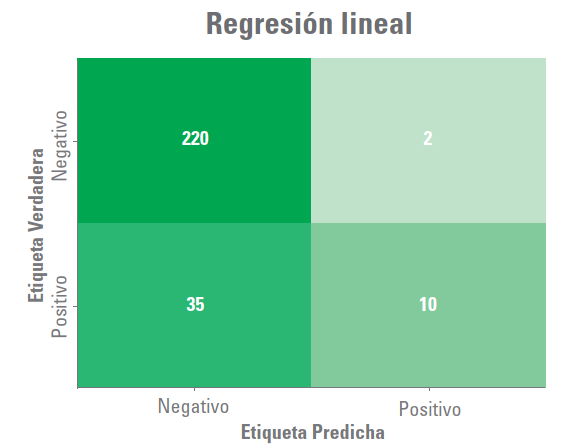 Regresión lineal
Etiqueta Verdadera
Negativo
220
2
Positivo
35
10
Negativo
Positivo
Etiqueta Predicha